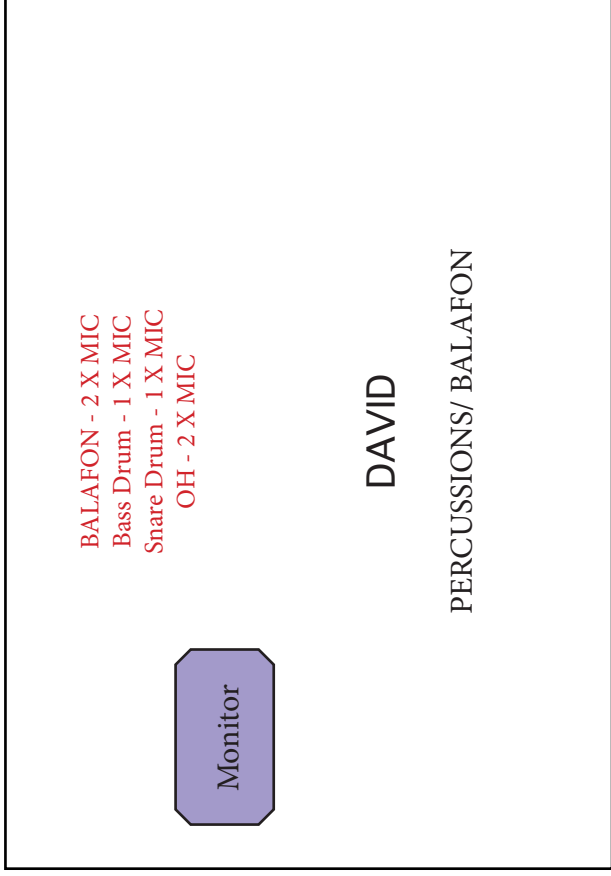 BALAFON - 2 X MIC
Bass Drum - 1 X MIC
Snare Drum - 1 X MIC
OH - 2 X MIC
Monitor
DAVID
PERCUSSIONS/ BALAFON